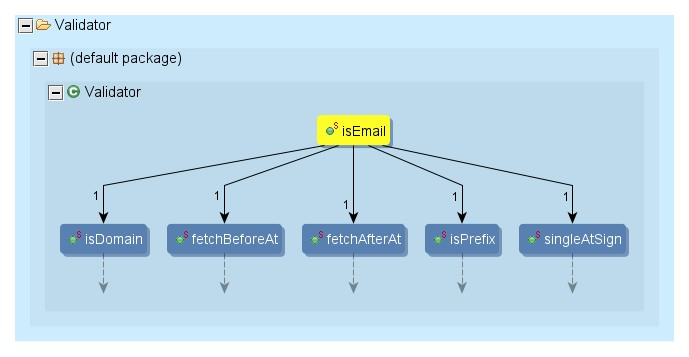 Validator
(default package)
Validator
isEmail
1 1 1 1 1
isDomain fetchBeforeAt fetchAfterAt isPrefix singleAtSign